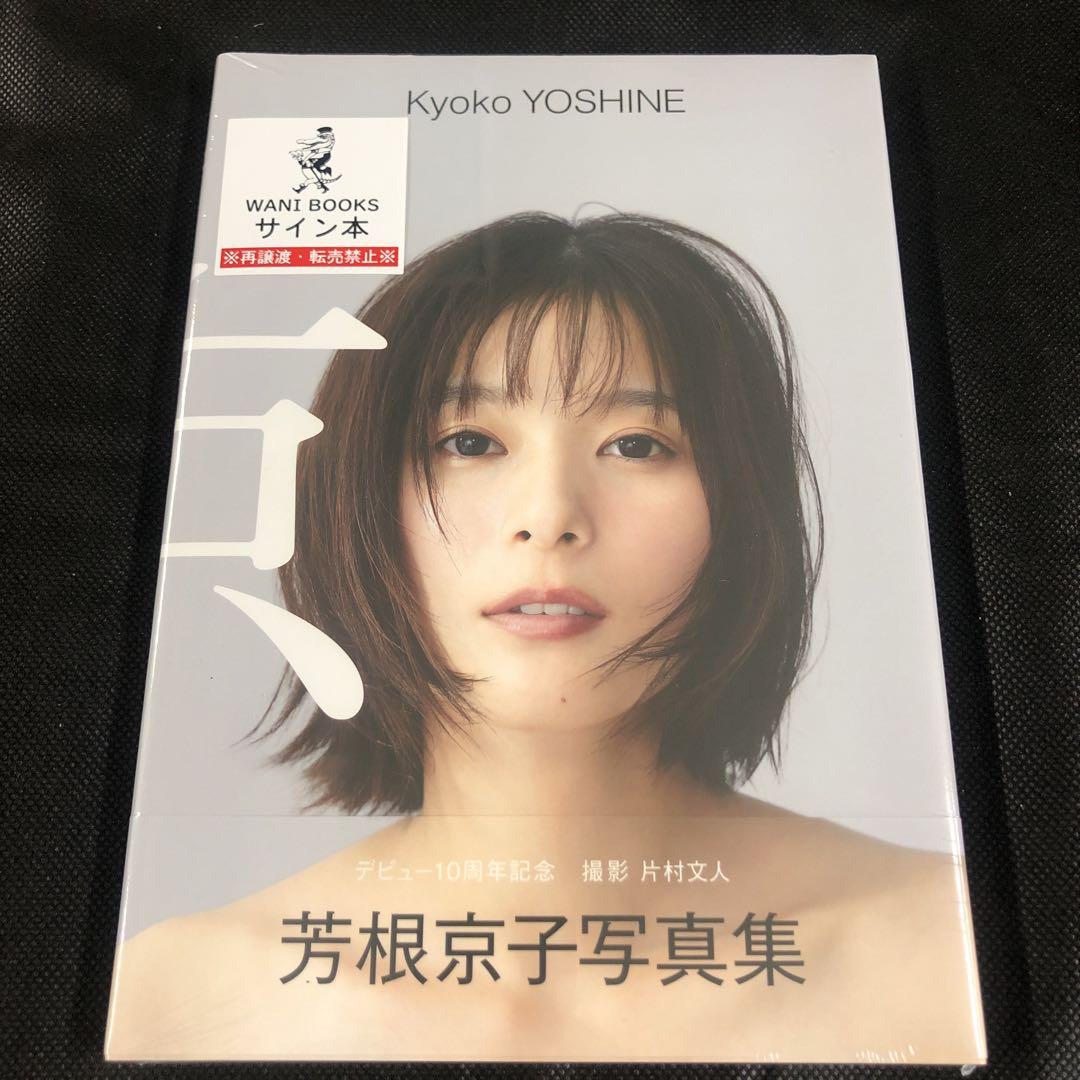 Kyoko YOSHINE
WANI BOOKS
サイン本
※再譲渡・転売禁止※
デビュー10周年記念 撮影 片村文人
芳根京子写真集